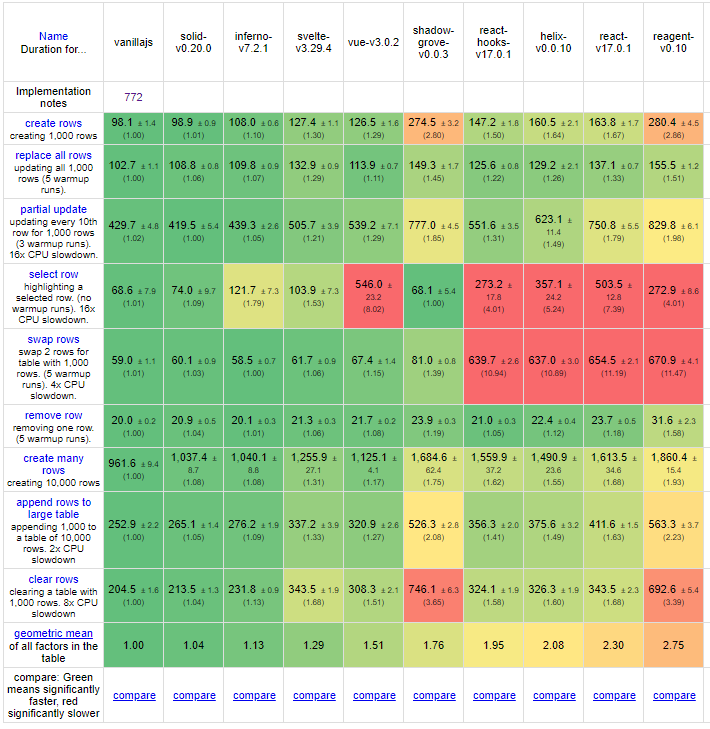 Name
Duration for...
vanillajs
solid-
v0.20.0
inferno-
v7.2.1
svelte-
v3.29.4
vue-v3.0.2
shadow-
grove-
v0.0.3
react-
hooks-
v17.0.1
helix-
v0.0.10
react-
v17.0.1
reagent-
v0.10
Implementation
notes
772
create rows
creating 1,000 rows
98.1 ± 1.4
(1.00)
98.9 ± 0.9
(1.01)
108.0 ± 0.6
(1.10)
127.4 ± 1.1
(1.30)
126.5 ± 1.6
(1.29)
274.5 ± 3.2
(2.80)
147.2 ± 1.8
(1.50)
160.5 ± 2.1
(1.64)
163.8 ± 1.7
(1.67)
280.4 ± 4.5
(2.86)
replace all rows
updating all 1,000
rows (5 warmup
runs).
102.7 ± 1.1
(1.00)
108.8 ± 0.8
(1.06)
109.8 ± 0.9
(1.07)
132.9 ± 0.9
(1.29)
113.9 ± 0.7
(1.11)
149.3 ± 1.7
(1.45)
125.6 ± 0.8
(1.22)
129.2 ± 2.1
(1.26)
137.1 ± 0.7
(1.33)
155.5 ± 1.2
(1.51)
partial update
updating every 10th
row for 1,000 rows
(3 warmup runs).
16x CPU slowdown.
429.7 ± 4.8
(1.02)
419.5 ± 5.4
(1.00)
439.3 ± 2.6
(1.05)
505.7 ± 3.9
(1.21)
539.2 ± 7.1
(1.29)
777.0 ± 4.5
(1.85)
551.6 ± 3.5
(1.31)
623.1 ±
11.4
(1.49)
750.8 ± 5.5
(1.79)
829.8 ± 6.1
(1.98)
select row
highlighting a
selected row. (no
warmup runs). 16x
CPU slowdown.
68.6 ± 7.9
(1.01)
74.0 ± 9.7
(1.09)
121.7 ± 7.3
(1.79)
103.9 ± 7.3
(1.53)
546.0 ±
23.2
(8.02)
68.1 ± 5.4
(1.00)
273.2 ±
17.8
(4.01)
357.1 ±
24.2
(5.24)
503.5 ±
12.8
(7.39)
272.9 ± 8.6
(4.01)
swap rows
swap 2 rows for
table with 1,000
rows. (5 warmup
runs). 4x CPU
slowdown.
59.0 ± 1.1
(1.01)
60.1 ± 0.9
(1.03)
58.5 ± 0.7
(1.00)
61.7 ± 0.9
(1.06)
67.4 ± 1.4
(1.15)
81.0 ± 0.8
(1.39)
639.7 ± 2.6
(10.94)
637.0 ± 3.0
(10.89)
654.5 ± 2.1
(11.19)
670.9 ± 4.1
(11.47)
remove row
removing one row.
(5 warmup runs).
20.0 ± 0.2
(1.00)
20.9 ± 0.5
(1.04)
20.1 ± 0.3
(1.01)
21.3 ± 0.3
(1.06)
21.7 ± 0.2
(1.08)
23.9 ± 0.3
(1.19)
21.0 ± 0.3
(1.05)
22.4 ± 0.4
(1.12)
23.7 ± 0.5
(1.18)
31.6 ± 2.3
(1.58)
create many
rows
creating 10,000 rows
961.6 ± 9.4
(1.00)
1,037.4 ±
8.7
(1.08)
1,040.1 ±
8.8
(1.08)
1,255.9 ±
27.1
(1.31)
1,125.1 ±
4.1
(1.17)
1,684.6 ±
62.4
(1.75)
1,559.9 ±
37.2
(1.62)
1,490.9 ±
23.6
(1.55)
1,613.5 ±
34.6
(1.68)
1,860.4 ±
15.4
(1.93)
append rows to
large table
appending 1,000 to
a table of 10,000
rows. 2x CPU
slowdown
252.9 ± 2.2
(1.00)
265.1 ± 1.4
(1.05)
276.2 ± 1.9
(1.09)
337.2 ± 3.9
(1.33)
320.9 ± 2.6
(1.27)
526.3 ± 2.8
(2.08)
356.3 ± 2.0
(1.41)
375.6 ± 3.2
(1.49)
411.6 ± 1.5
(1.63)
563.3 ± 3.7
(2.23)
clear rows
clearing a table with
1,000 rows. 8x CPU
slowdown
204.5 ± 1.6
(1.00)
213.5 ± 1.3
(1.04)
231.8 ± 0.9
(1.13)
343.5 ± 1.9
(1.68)
308.3 ± 2.1
(1.51)
746.1 ± 6.3
(3.65)
324.1 ± 1.9
(1.58)
326.3 ± 1.9
(1.60)
343.5 ± 2.3
(1.68)
692.6 ± 5.4
(3.39)
geometric mean
of all factors in the
table
1.00
1.04
1.13
1.29
1.51
1.76
1.95
2.08
2.30
2.75
compare: Green
means significantly
faster, red
significantly slower
compare
compare
compare
compare
compare
compare
compare
compare
compare
compare